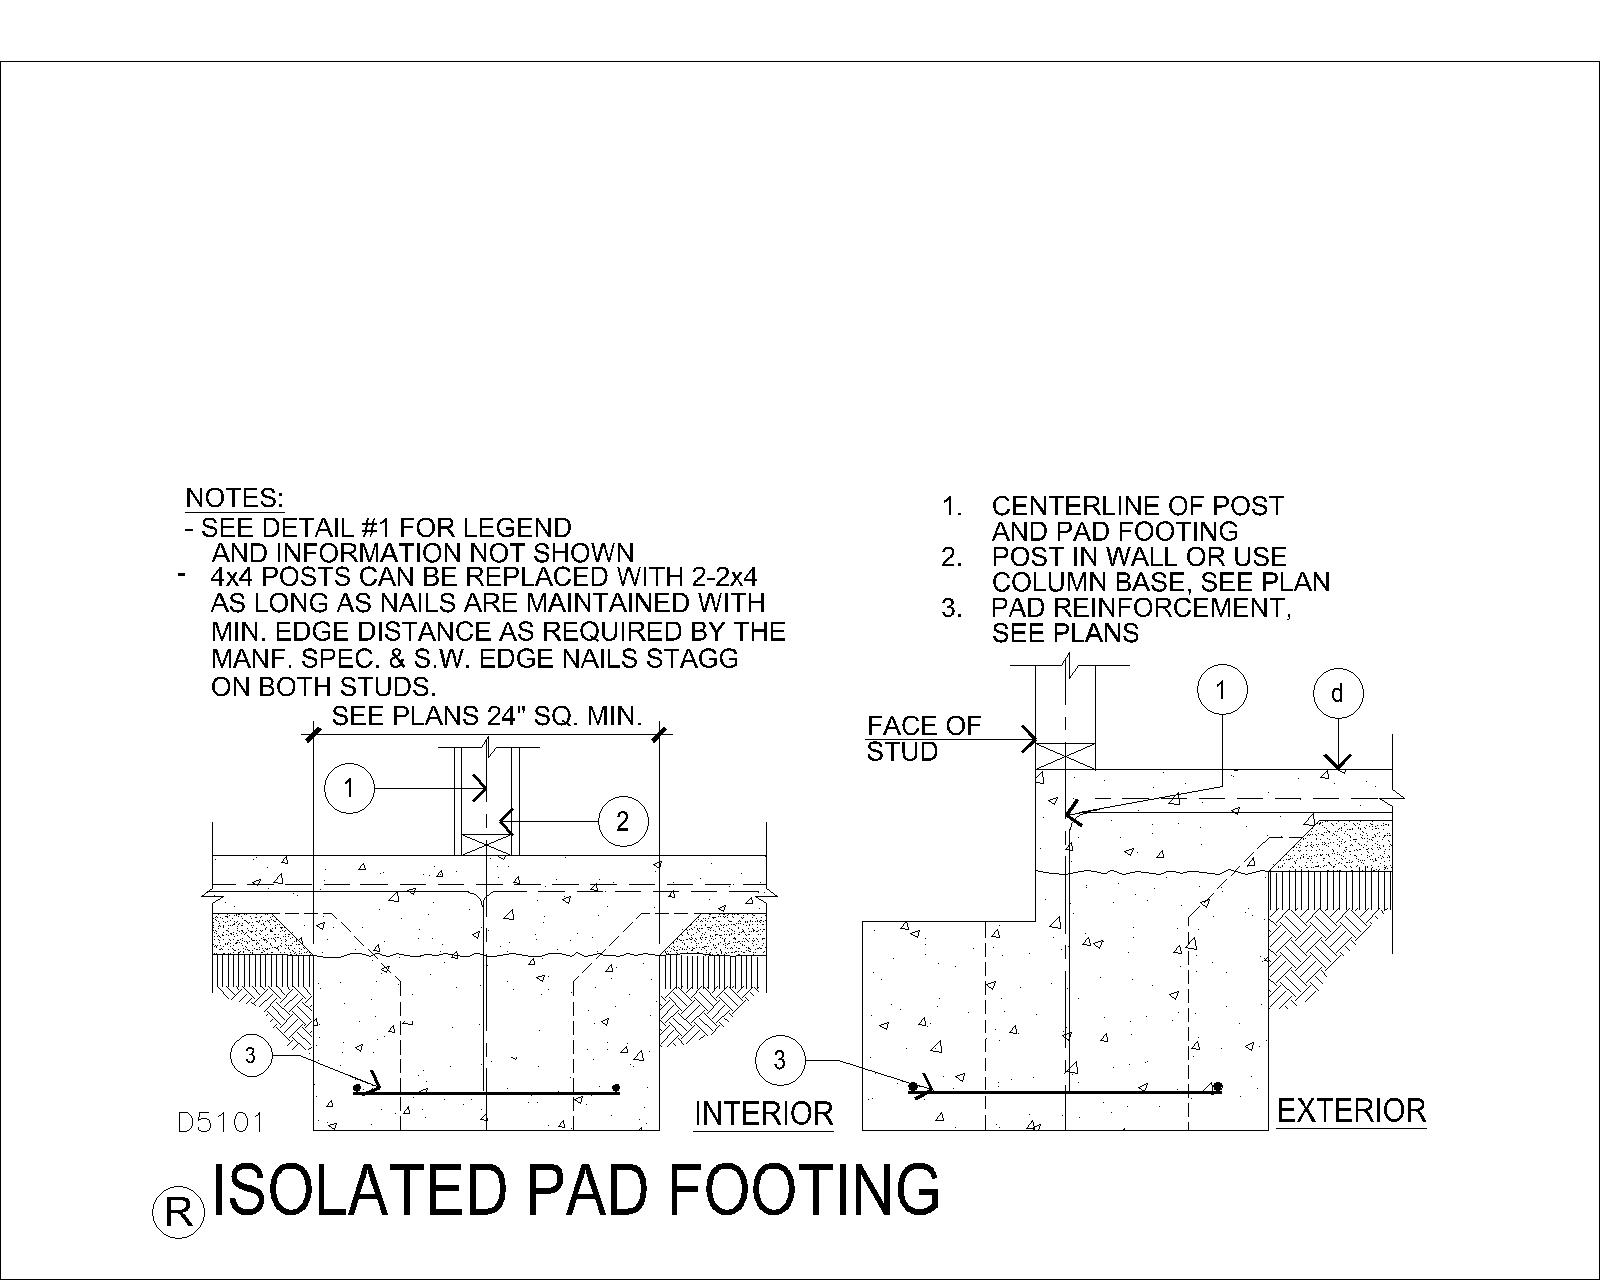 NOTES:
- SEE DETAIL #1 FOR LEGEND
AND INFORMATION NOT SHOWN
- 4x4 POSTS CAN BE REPLACED WITH 2-2x4
AS LONG AS NAILS ARE MAINTAINED WITH
MIN. EDGE DISTANCE AS REQUIRED BY THE
MANF. SPEC. & S.W. EDGE NAILS STAGG
ON BOTH STUDS.
SEE PLANS 24" SQ. MIN.
1
2
3
D5101
INTERIOR
1. CENTERLINE OF POST
AND PAD FOOTING
2. POST IN WALL OR USE
COLUMN BASE, SEE PLAN
3. PAD REINFORCEMENT,
SEE PLANS
1
d
FACE OF
STUD
3
EXTERIOR
R ISOLATED PAD FOOTING